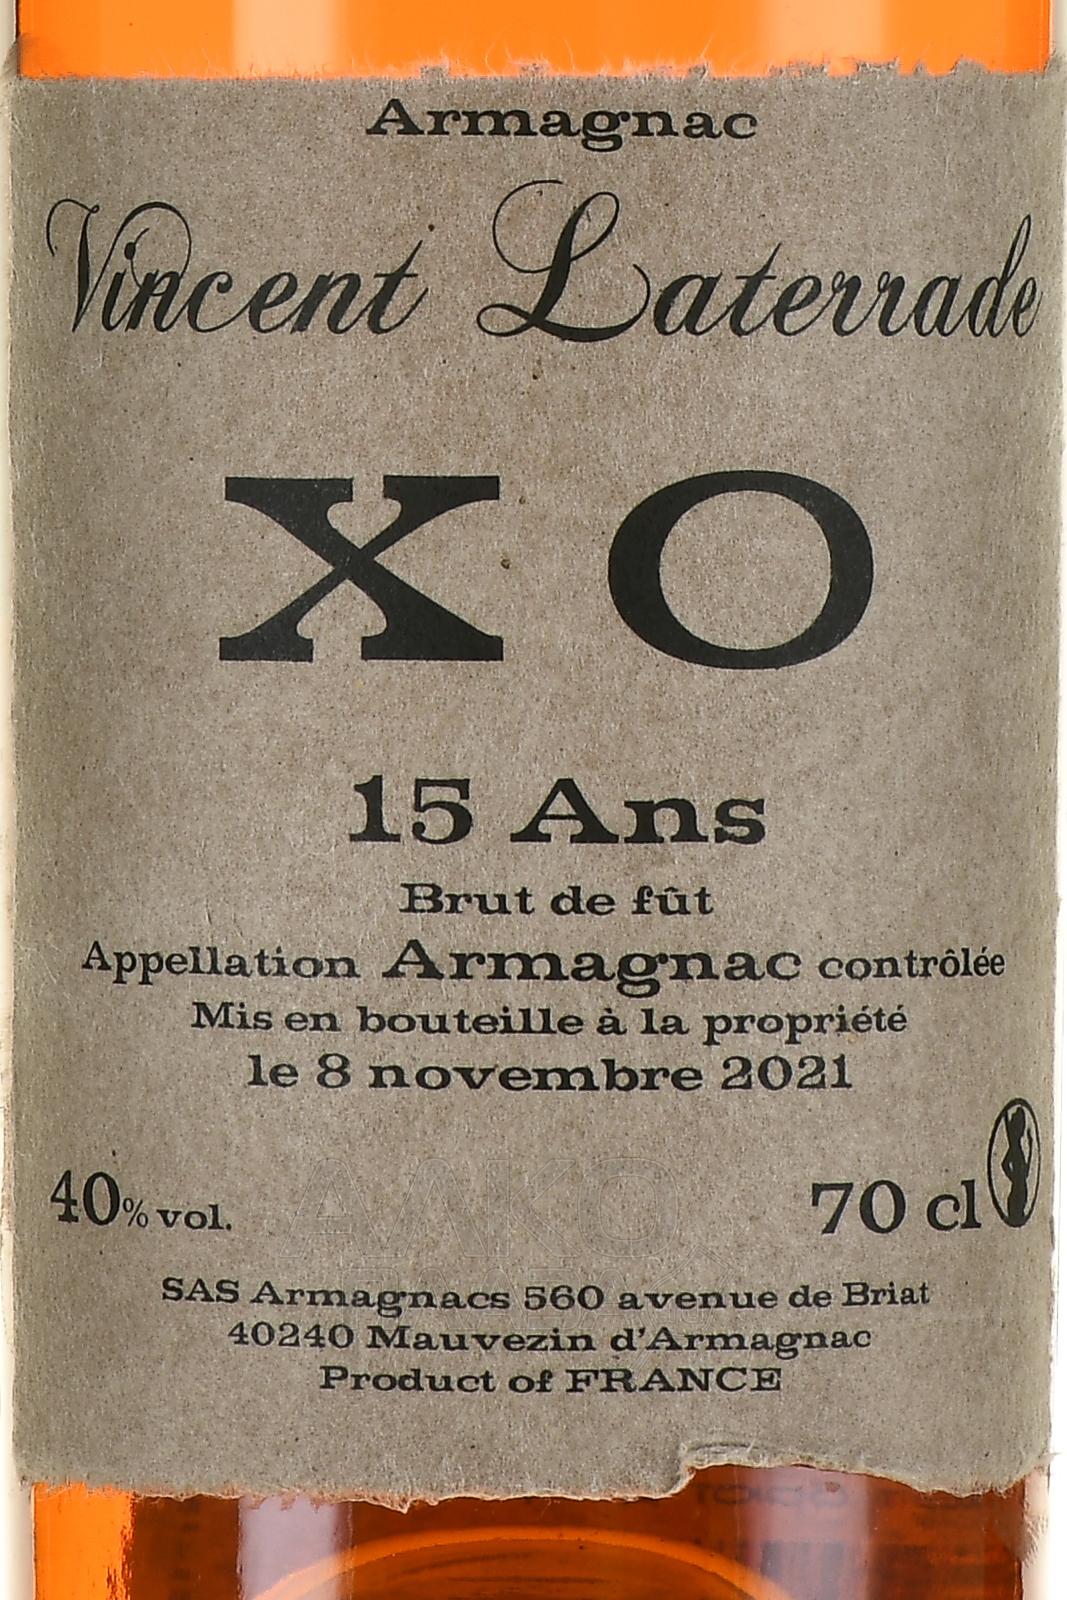 Armagnac
Vincent Laterrade
XO
15 Ans
Brut de fût
Appellation Armagnac contrôlée
Mis en bouteille à la propriété
le 8 novembre 2021
40% vol.
70 cl
SAS Armagnacs 560 avenue de Briat
40240 Mauvezin d'Armagnac
Product of FRANCE